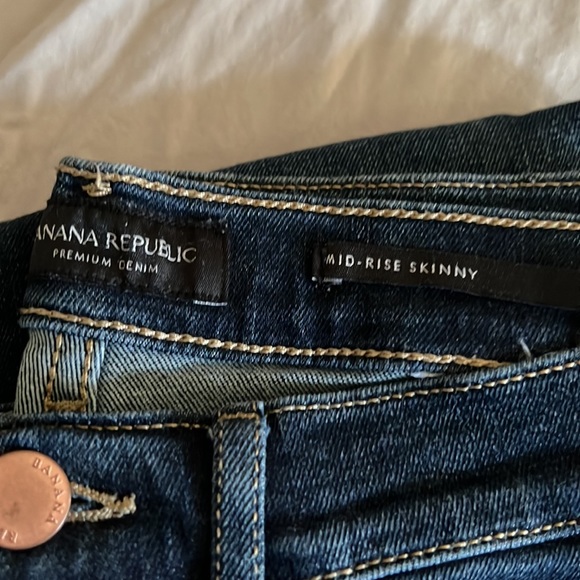 ANANA REPUBLIC
PREMIUM DENIM
MID-RISE SKINNY
BANANA